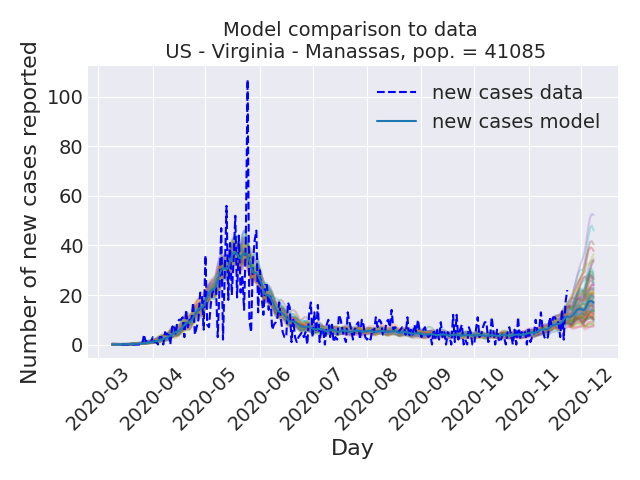 Model comparison to data
US - Virginia - Manassas, pop. = 41085
Number of new cases reported
100
80
60
40
20
0
new cases data
new cases model
2020-03
2020-04
2020-05
2020-06
2020-07
2020-08
2020-09
2020-10
2020-11
2020-12
Day